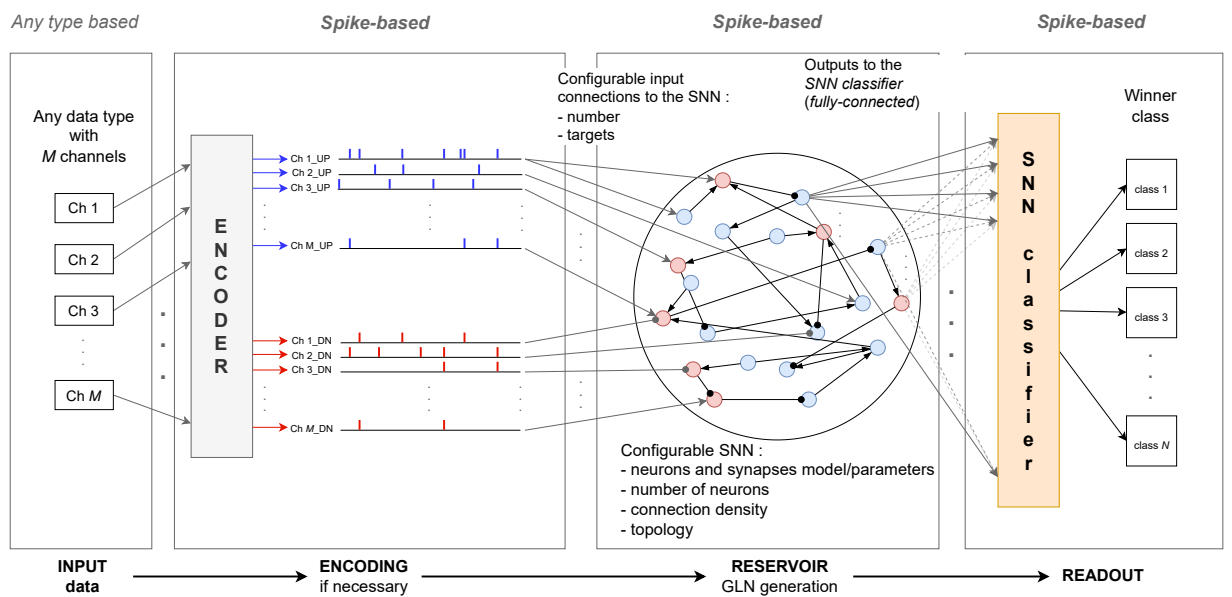 Any type based
Spike-based
Spike-based
Spike-based
Any data type
with
M channels
Ch 1
Ch 2
Ch 3
Ch M
ENCODER
Ch 1_UP
Ch 2_UP
Ch 3_UP
Ch M_UP
Ch 1_DN
Ch 2_DN
Ch 3_DN
Ch M_DN
Configurable input
connections to the SNN :
- number
- targets
Outputs to the
SNN classifier
(fully-connected)
Configurable SNN :
- neurons and synapses model/parameters
- number of neurons
- connection density
- topology
SNN classifier
Winner
class
class 1
class 2
class 3
class N
INPUT
data
ENCODING
if necessary
RESERVOIR
GLN generation
READOUT